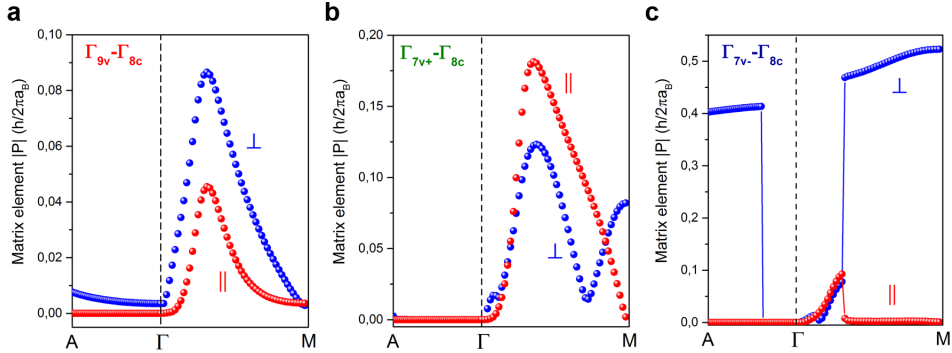 a
Γ9v-Γ8c
Matrix element |P| (h/2πaB)
0,10
0,08
0,06
0,04
0,02
0,00
⊥
||
A
Γ
M
b
Γ7v+-Γ8c
Matrix element |P| (h/2πaB)
0,20
0,15
0,10
0,05
0,00
||
⊥
A
Γ
M
c
Γ7v--Γ8c
Matrix element |P| (h/2πaB)
0,5
0,4
0,3
0,2
0,1
0,0
⊥
||
A
Γ
M